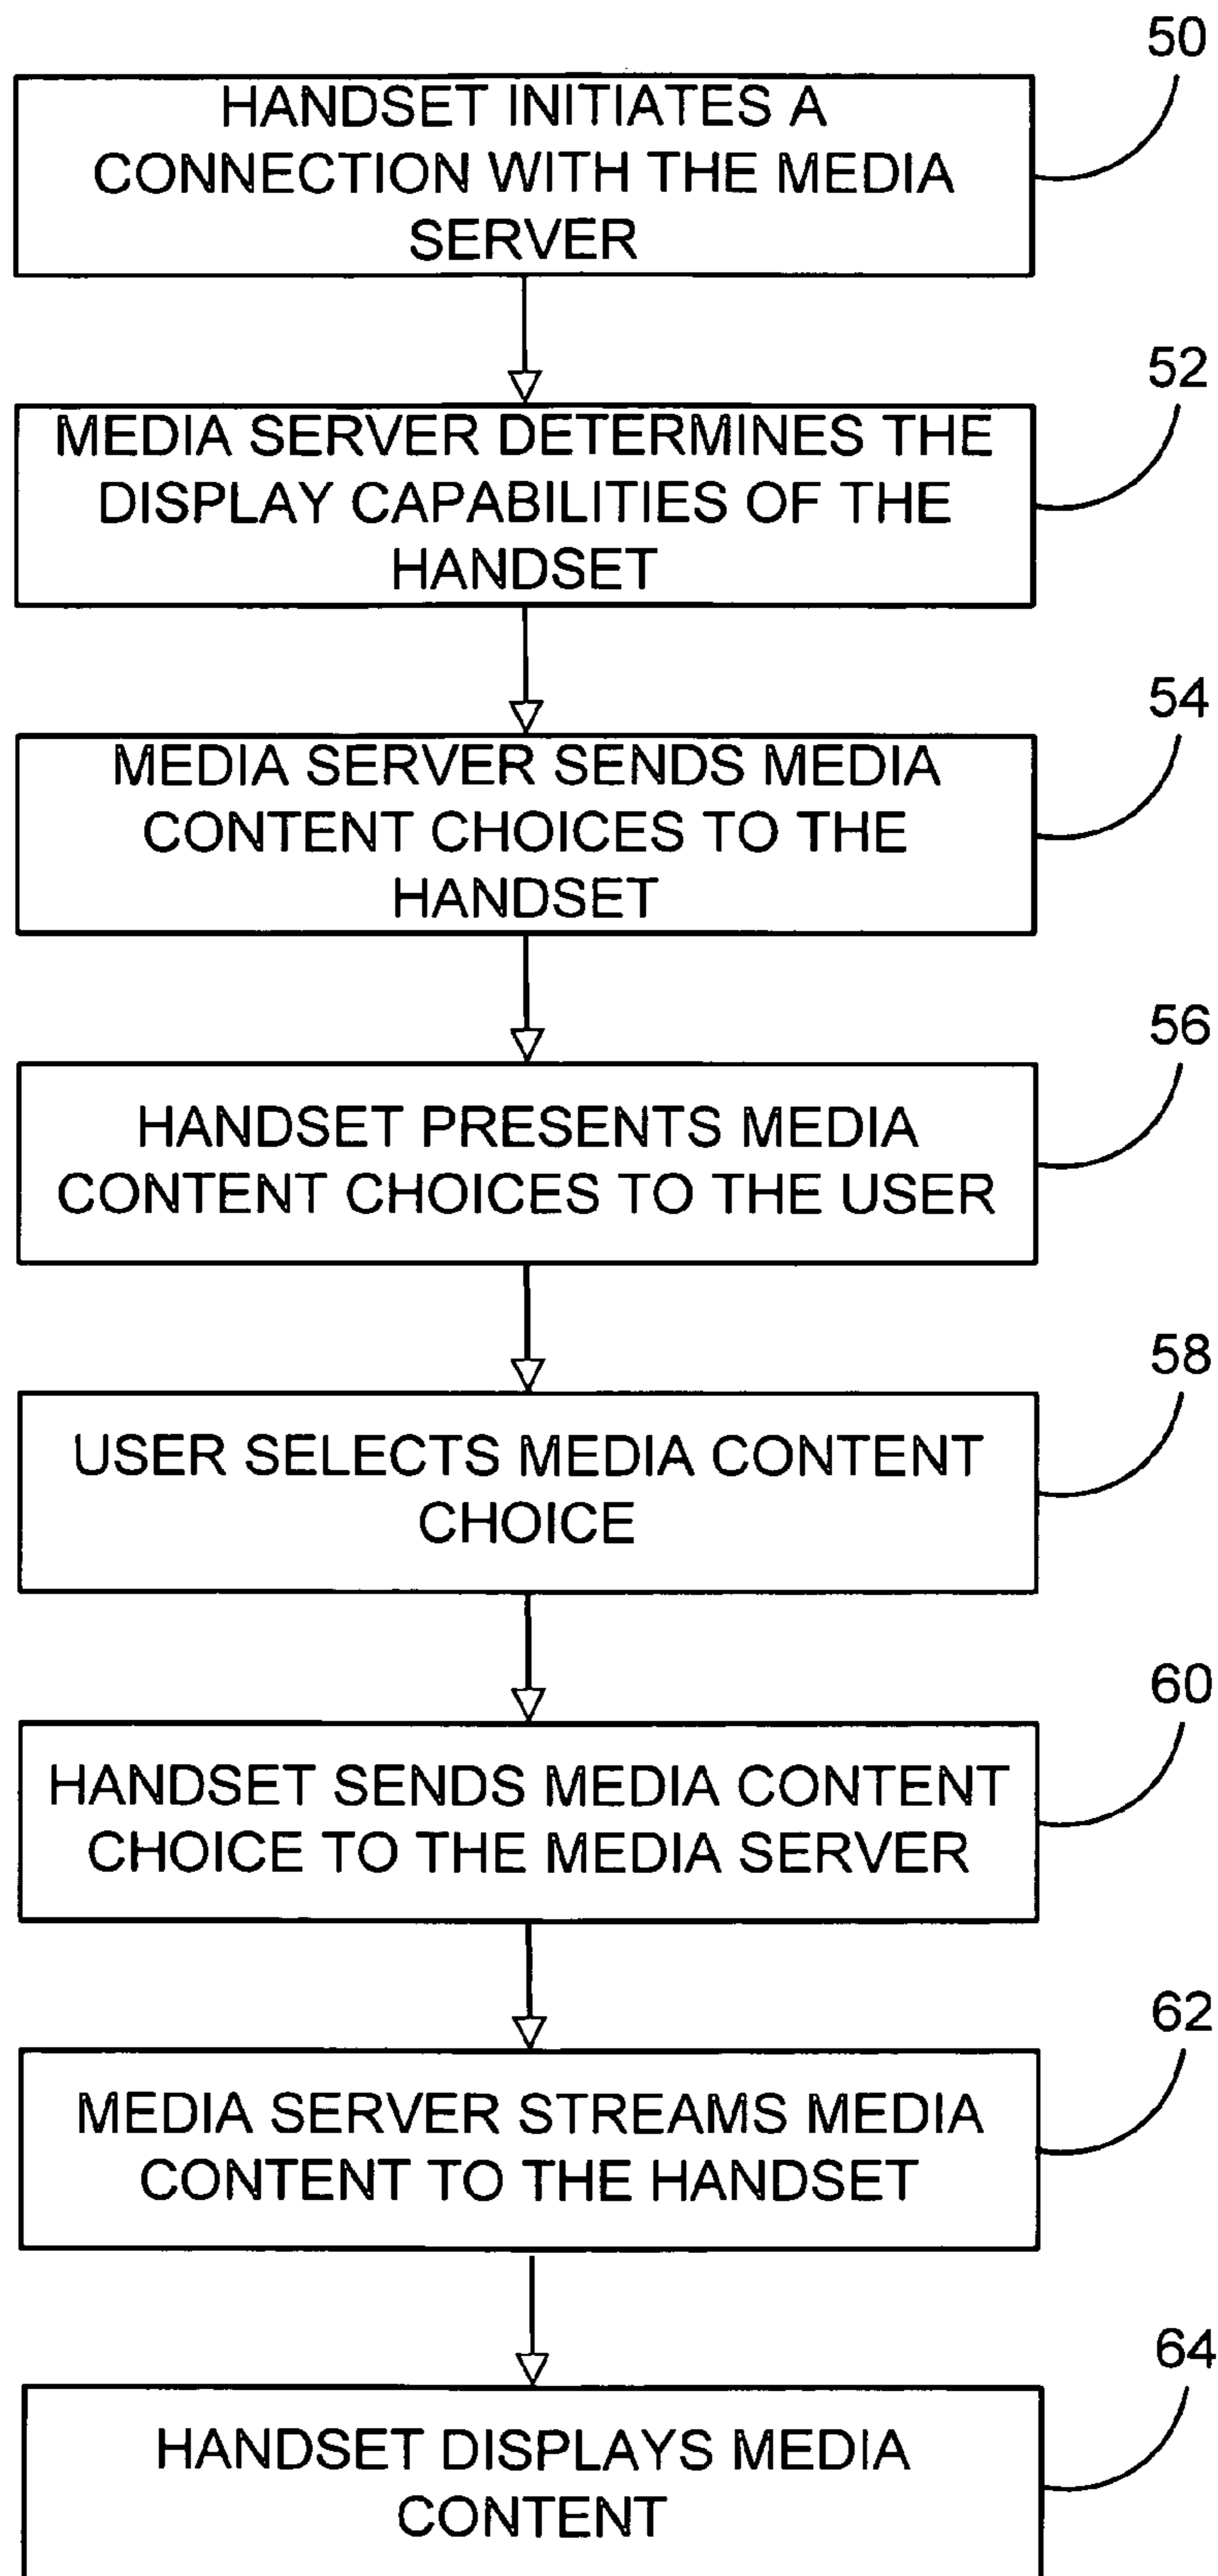 50
HANDSET INITIATES A
CONNECTION WITH THE MEDIA
SERVER
52
MEDIA SERVER DETERMINES THE
DISPLAY CAPABILITIES OF THE
HANDSET
54
MEDIA SERVER SENDS MEDIA
CONTENT CHOICES TO THE
HANDSET
56
HANDSET PRESENTS MEDIA
CONTENT CHOICES TO THE USER
58
USER SELECTS MEDIA CONTENT
CHOICE
60
HANDSET SENDS MEDIA CONTENT
CHOICE TO THE MEDIA SERVER
62
MEDIA SERVER STREAMS MEDIA
CONTENT TO THE HANDSET
64
HANDSET DISPLAYS MEDIA
CONTENT